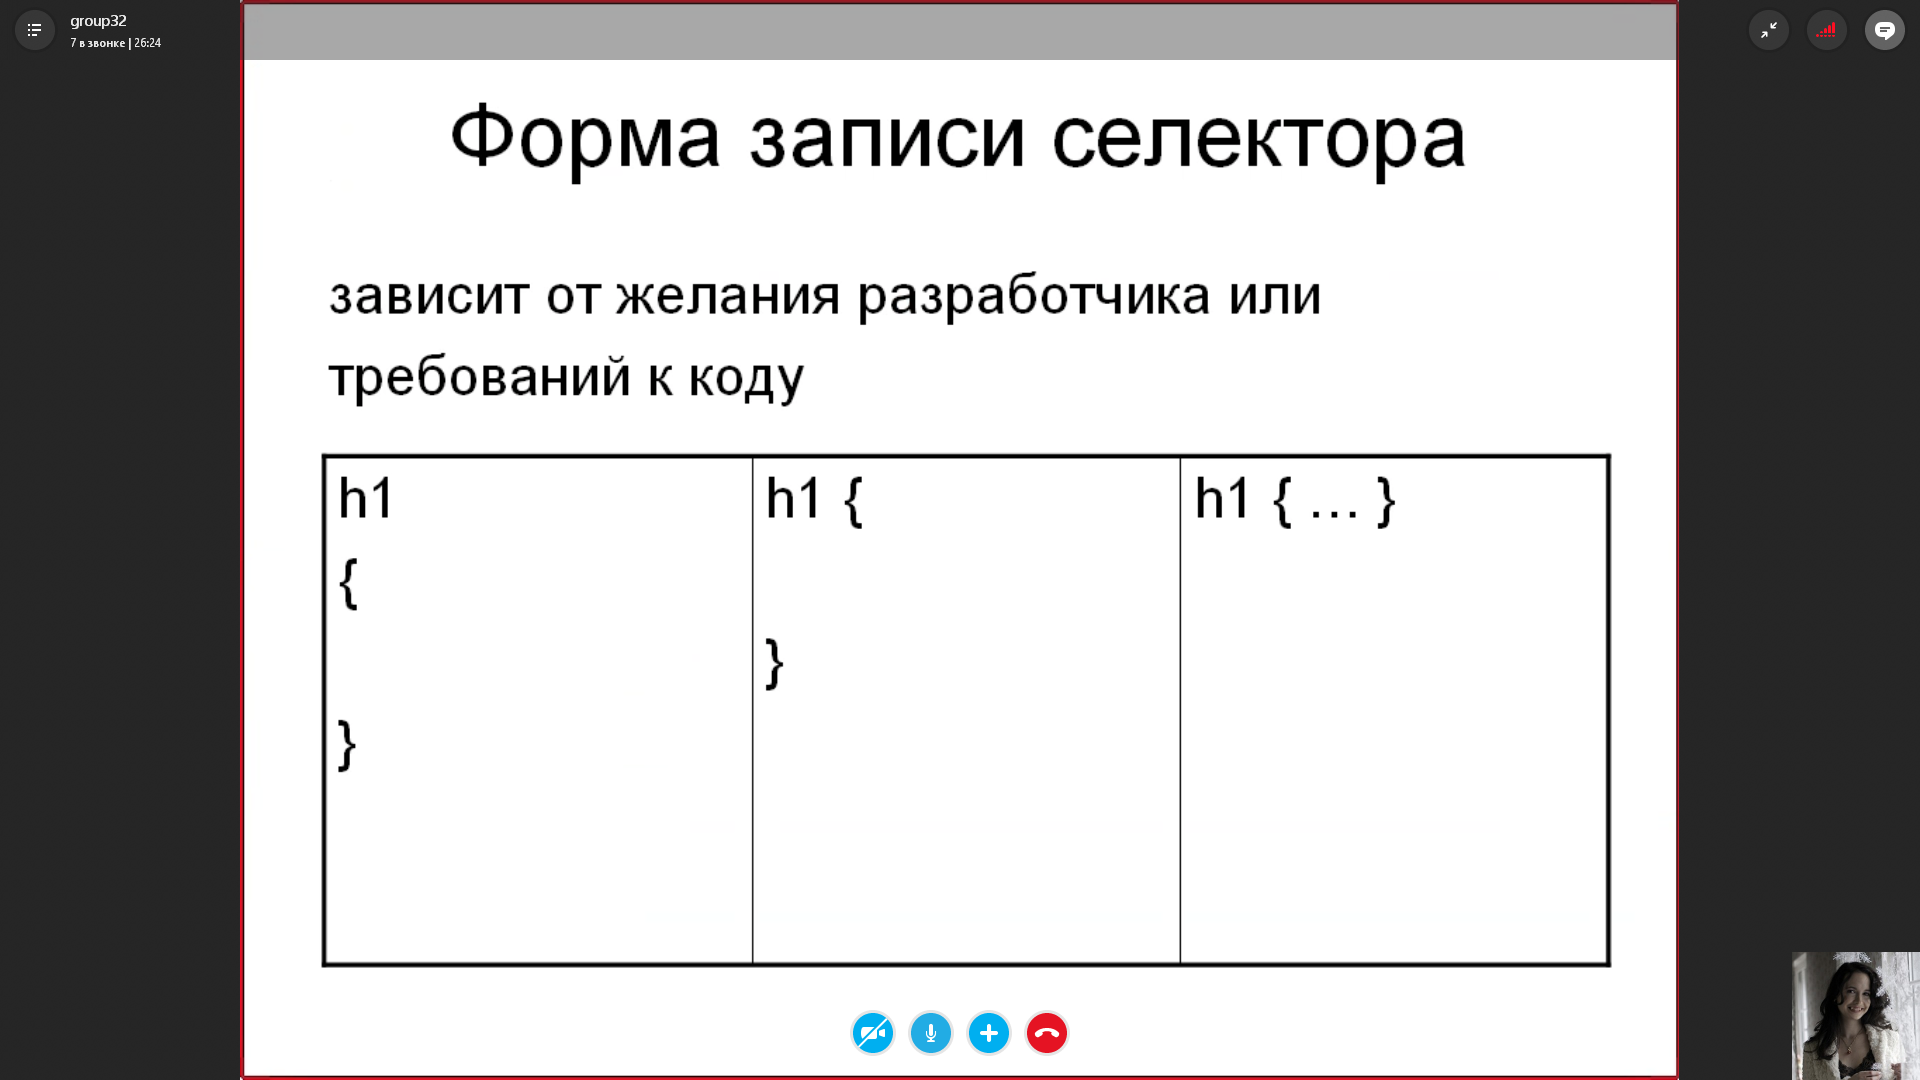 group32
7 в звонке | 26:24
Форма записи селектора
зависит от желания разработчика или
требований к коду
h1
{
}
h1 {
}
h1 { ... }